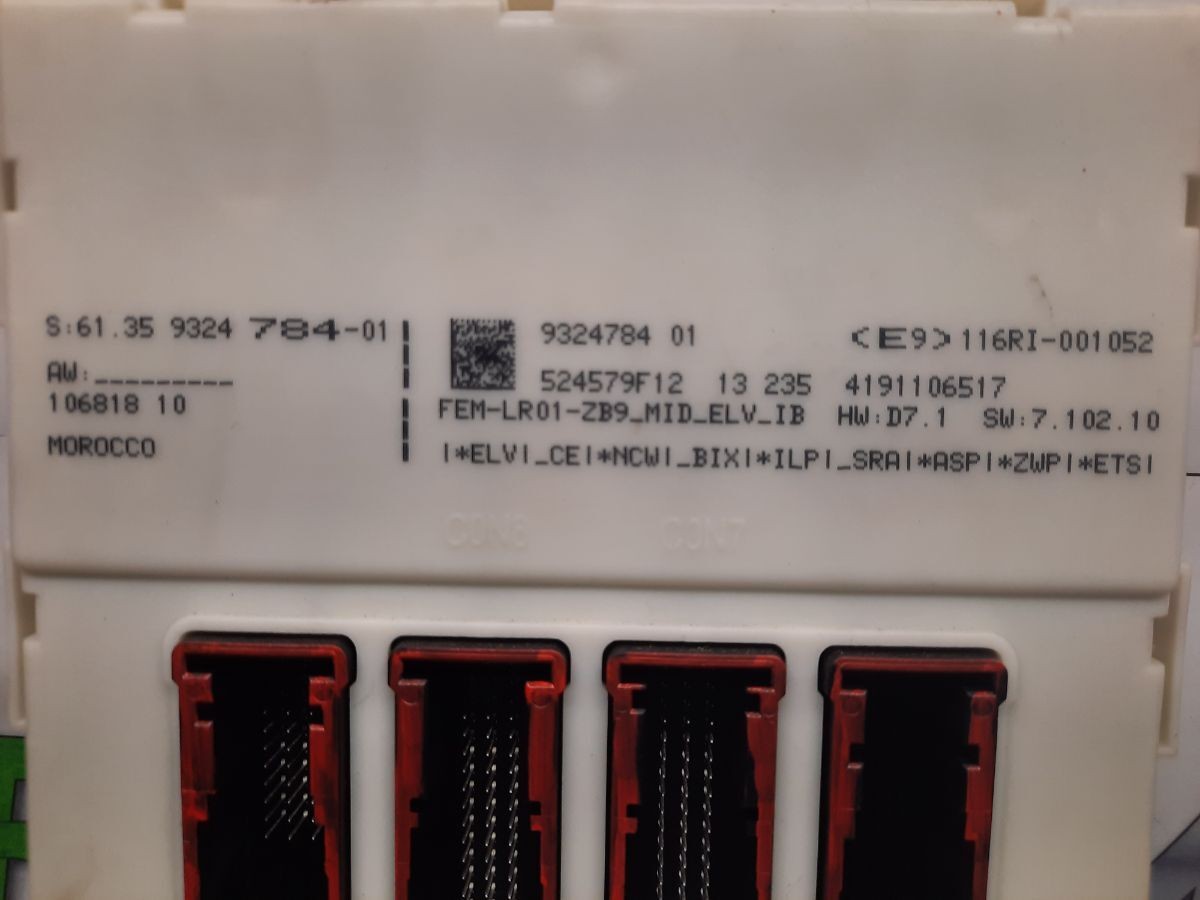 S:61.35 9324 784-01
AW:_________
106818 10
MOROCCO
9324784 01
<E9>116RI-001052
524579F12 13 235 4191106517
FEM-LR01-ZB9_MID_ELV_IB HW:D7.1 SW:7.102.10
|*ELV|_CE|*NCW|_BIX|*ILP|_SRA|*ASP|*ZWP|*ETS|
CON8 CON7